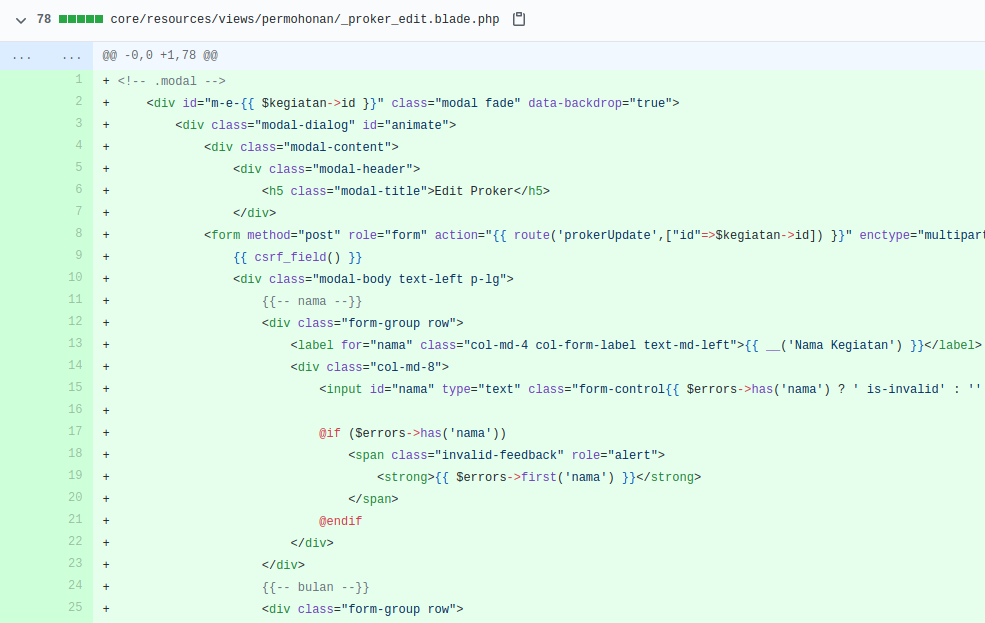 78 core/resources/views/permohonan/_proker_edit.blade.php
... ... @@ -0,0 +1,78 @@
1 + <!-- .modal -->
2 +     <div id="m-e-{{ $kegiatan->id }}" class="modal fade" data-backdrop="true">
3 +         <div class="modal-dialog" id="animate">
4 +             <div class="modal-content">
5 +                 <div class="modal-header">
6 +                     <h5 class="modal-title">Edit Proker</h5>
7 +                 </div>
8 +             <form method="post" role="form" action="{{ route('prokerUpdate',["id"=>$kegiatan->id]) }}" enctype="multipart
9 +                 {{ csrf_field() }}
10 +                 <div class="modal-body text-left p-lg">
11 +                     {{-- nama --}}
12 +                     <div class="form-group row">
13 +                         <label for="nama" class="col-md-4 col-form-label text-md-left">{{ __('Nama Kegiatan') }}</label>
14 +                         <div class="col-md-8">
15 +                             <input id="nama" type="text" class="form-control{{ $errors->has('nama') ? ' is-invalid' : ''
16 +
17 +                             @if ($errors->has('nama'))
18 +                                 <span class="invalid-feedback" role="alert">
19 +                                     <strong>{{ $errors->first('nama') }}</strong>
20 +                                 </span>
21 +                             @endif
22 +                         </div>
23 +                     </div>
24 +                     {{-- bulan --}}
25 +                     <div class="form-group row">